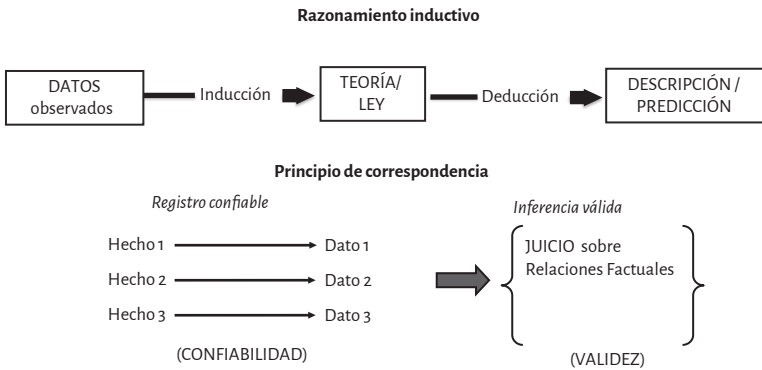 Razonamiento inductivo
DATOS
observados
Inducción
TEORÍA/
LEY
Deducción
DESCRIPCIÓN /
PREDICCIÓN
Principio de correspondencia
Registro confiable
Hecho 1
Dato 1
Hecho 2
Dato 2
Hecho 3
Dato 3
(CONFIABILIDAD)
Inferencia válida
JUICIO sobre
Relaciones Factuales
(VALIDEZ)